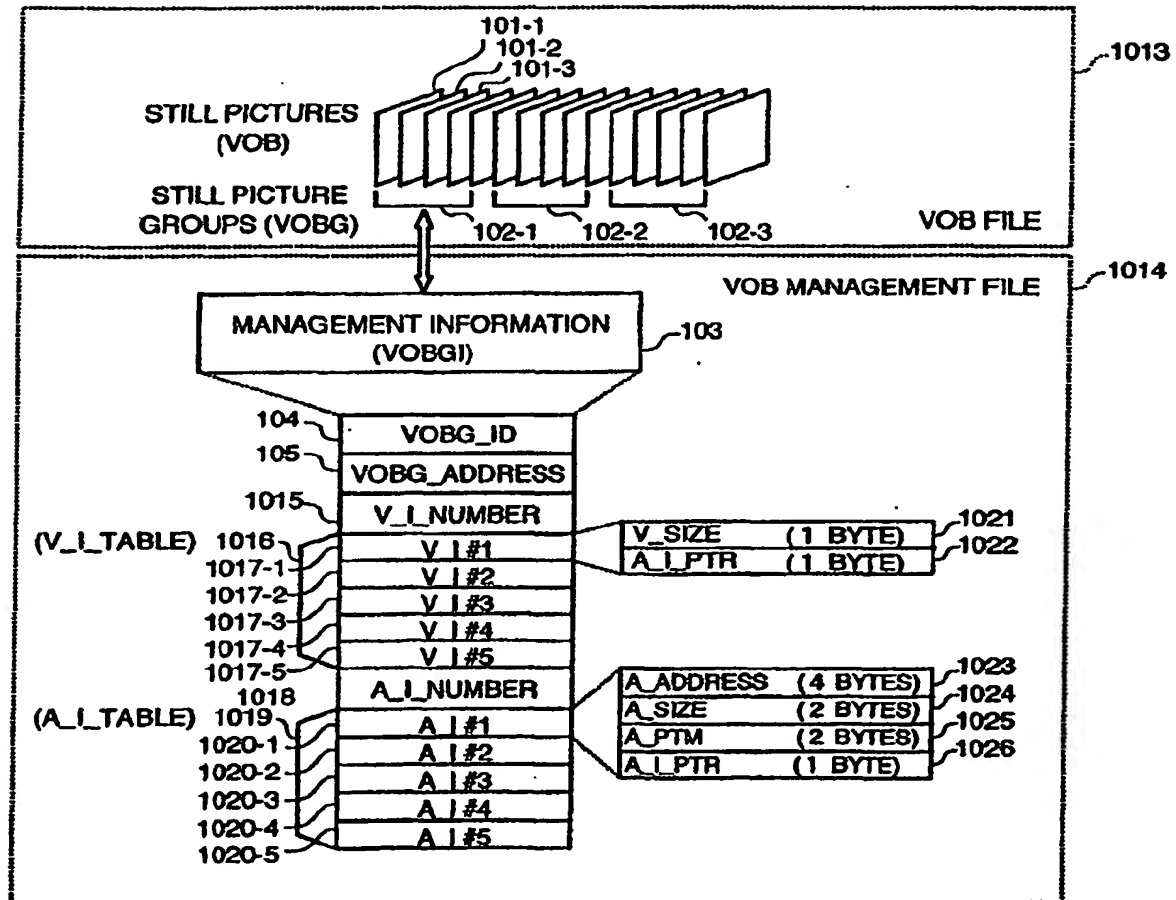 101-1
101-2
101-3
1013
STILL PICTURES
(VOB)
STILL PICTURE
GROUPS (VOBG)
102-1
102-2
102-3
VOB FILE
1014
VOB MANAGEMENT FILE
MANAGEMENT INFORMATION
(VOBGI)
103
104
VOBG_ID
105
VOBG_ADDRESS
1015
V_I_NUMBER
(V_I_TABLE)
1016
1017-1
V_I #1
1017-2
V_I #2
1017-3
V_I #3
1017-4
V_I #4
1017-5
V_I #5
V_SIZE (1 BYTE)
1021
A_I_PTR (1 BYTE)
1022
1018
A_I_NUMBER
(A_I_TABLE)
1019
1020-1
A_I #1
1020-2
A_I #2
1020-3
A_I #3
1020-4
A_I #4
1020-5
A_I #5
A_ADDRESS (4 BYTES)
1023
A_SIZE (2 BYTES)
1024
A_PTM (2 BYTES)
1025
A_I_PTR (1 BYTE)
1026